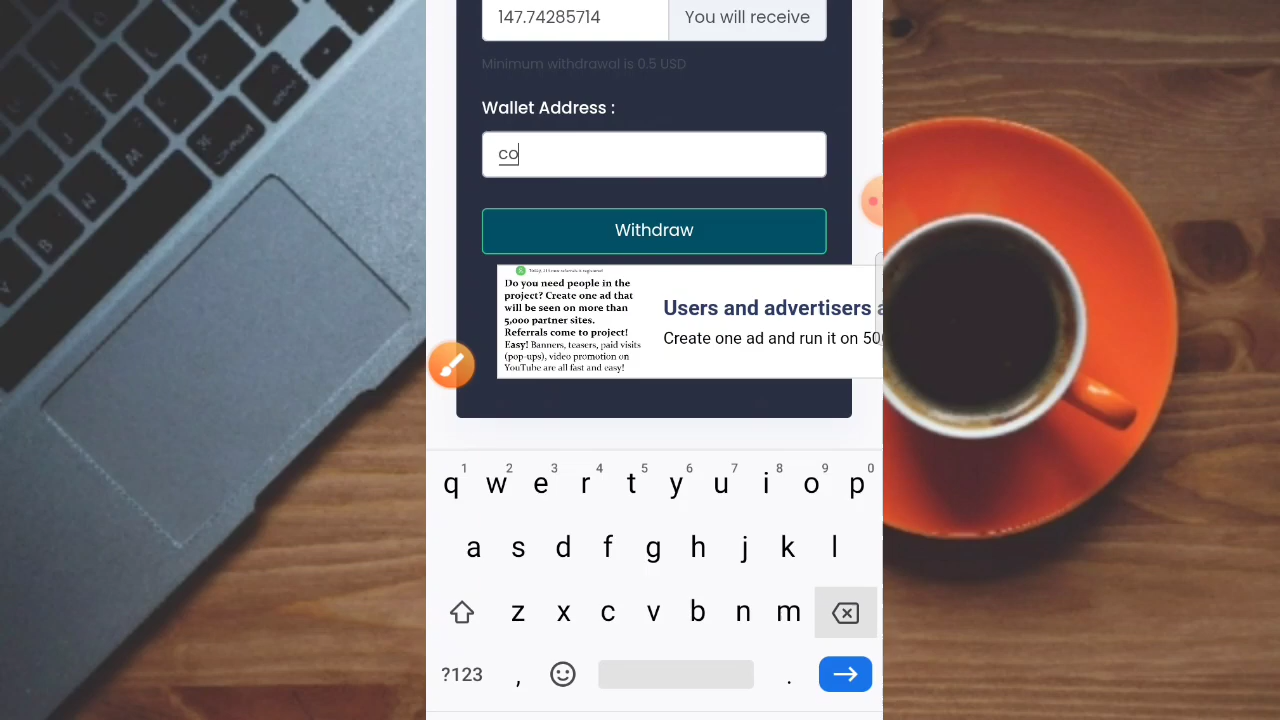 147.74285714 You will receive
Minimum withdrawal is 0.5 USD
Wallet Address :
co
Withdraw
Do you need people in the
project? Create one ad that
will be seen on more than
5,000 partner sites.
Referrals come to project!
Easy! Banners, teasers, paid visits
(pop-ups), video promotion on
YouTube are all fast and easy!
Users and advertisers a
Create one ad and run it on 50
1 2 3 4 5 6 7 8 9 0
q w e r t y u i o p
a s d f g h j k l
z x c v b n m
?123 , .